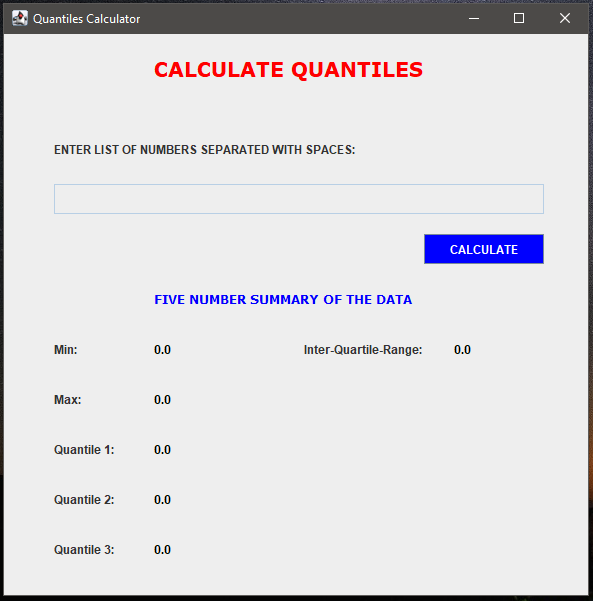 Quantiles Calculator
CALCULATE QUANTILES
ENTER LIST OF NUMBERS SEPARATED WITH SPACES:
CALCULATE
FIVE NUMBER SUMMARY OF THE DATA
Min: 0.0 Inter-Quartile-Range: 0.0
Max: 0.0
Quantile 1: 0.0
Quantile 2: 0.0
Quantile 3: 0.0